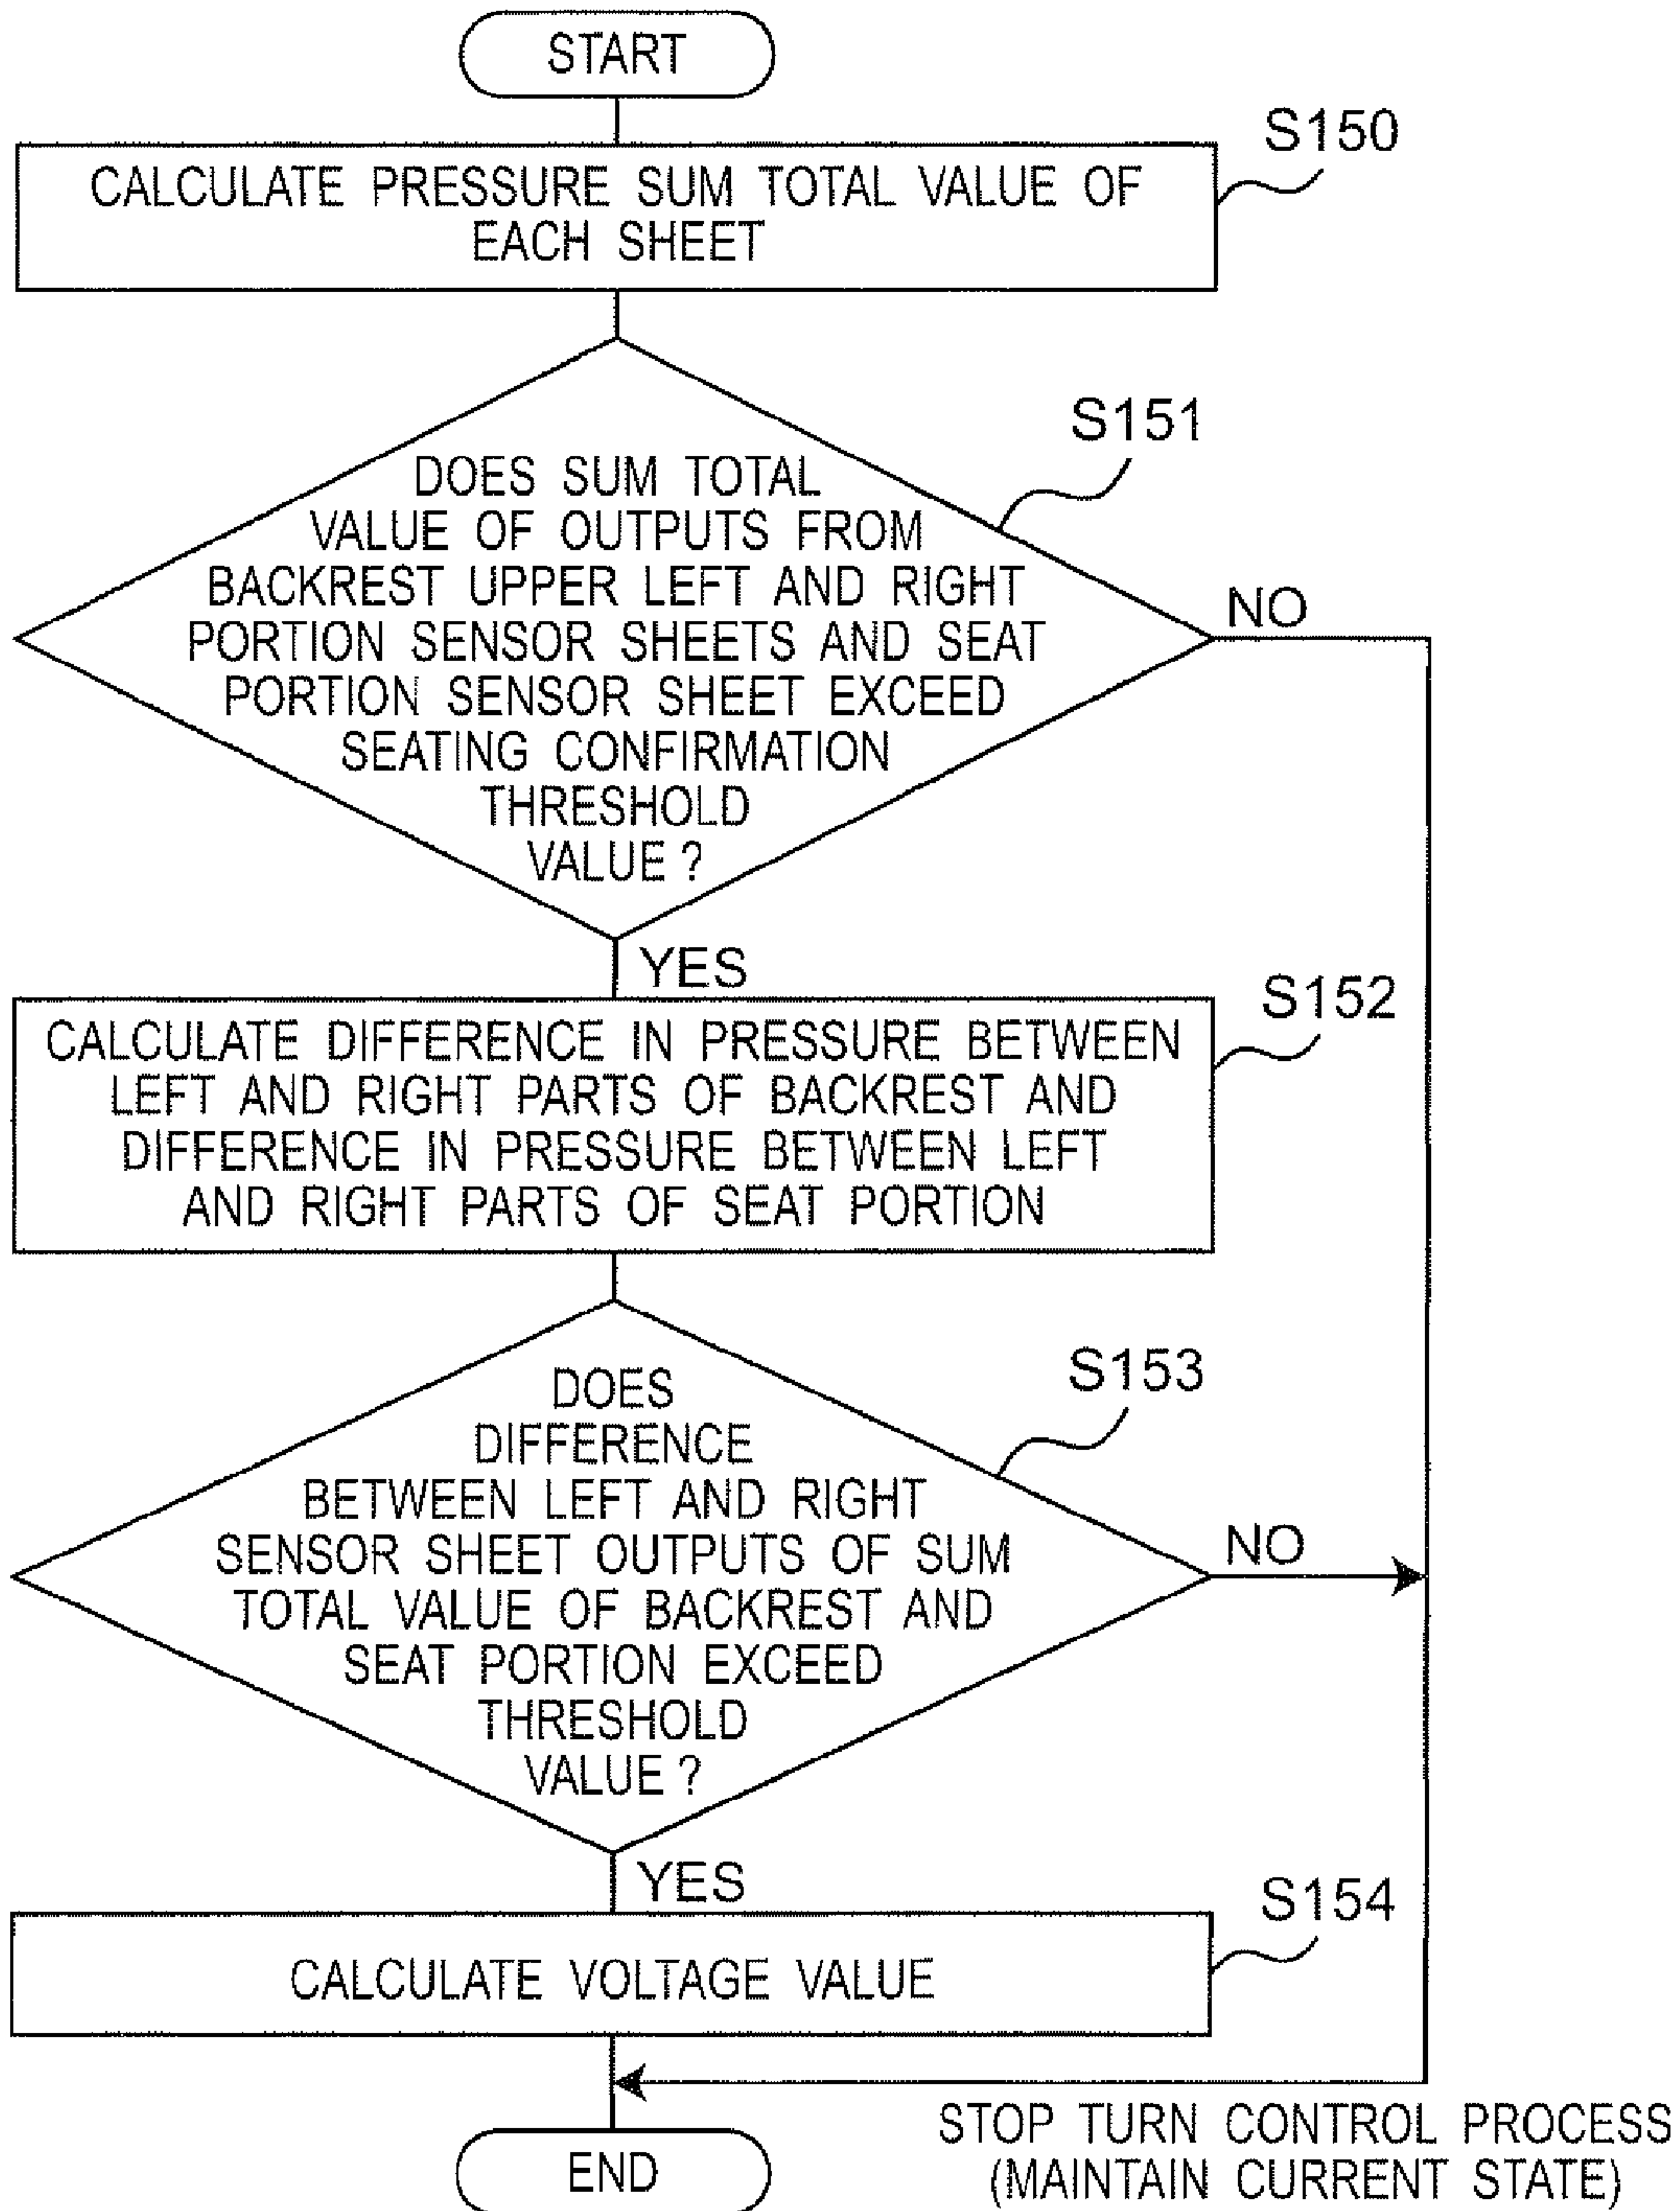 START
S150
CALCULATE PRESSURE SUM TOTAL VALUE OF
EACH SHEET
S151
DOES SUM TOTAL
VALUE OF OUTPUTS FROM
BACKREST UPPER LEFT AND RIGHT
PORTION SENSOR SHEETS AND SEAT
PORTION SENSOR SHEET EXCEED
SEATING CONFIRMATION
THRESHOLD
VALUE ?
NO
YES
S152
CALCULATE DIFFERENCE IN PRESSURE BETWEEN
LEFT AND RIGHT PARTS OF BACKREST AND
DIFFERENCE IN PRESSURE BETWEEN LEFT
AND RIGHT PARTS OF SEAT PORTION
S153
DOES
DIFFERENCE
BETWEEN LEFT AND RIGHT
SENSOR SHEET OUTPUTS OF SUM
TOTAL VALUE OF BACKREST AND
SEAT PORTION EXCEED
THRESHOLD
VALUE ?
NO
YES
S154
CALCULATE VOLTAGE VALUE
STOP TURN CONTROL PROCESS
(MAINTAIN CURRENT STATE)
END